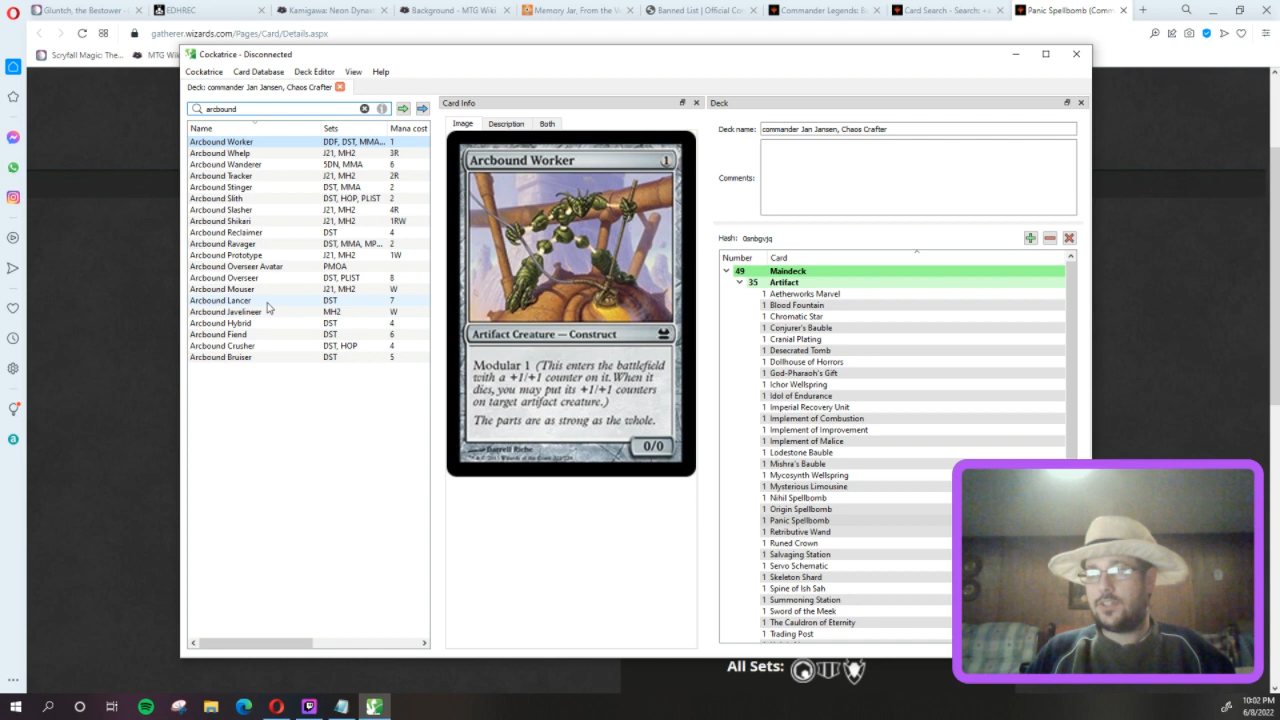 Gluntch, the Bestower -
EDHREC
Kamigawa: Neon Dynas
Background - MTG Wiki
Memory Jar, From the V
Banned List | Official Co
Commander Legends: B
Card Search - Search: +
Panic Spellbomb (Comm
gatherer.wizards.com/Pages/Card/Details.aspx
Scryfall Magic: The...
MTG Wiki
Cockatrice - Disconnected
Cockatrice Card Database Deck Editor View Help
Deck: commander Jan Jansen, Chaos Crafter
arcbound
Name Sets Mana cost
Arcbound Worker DDF, DST, MMA... 1
Arcbound Whelp J21, MH2 3R
Arcbound Wanderer 5DN, MMA 6
Arcbound Tracker J21, MH2 2R
Arcbound Stinger DST, MMA 2
Arcbound Slith DST, HOP, PLIST 2
Arcbound Slasher J21, MH2 4R
Arcbound Shikari J21, MH2 1RW
Arcbound Reclaimer DST 4
Arcbound Ravager DST, MMA, MP... 2
Arcbound Prototype J21, MH2 1W
Arcbound Overseer Avatar PMOA
Arcbound Overseer DST, PLIST 8
Arcbound Mouser J21, MH2 W
Arcbound Lancer DST 7
Arcbound Javelineer MH2 W
Arcbound Hybrid DST 4
Arcbound Fiend DST 6
Arcbound Crusher DST, HOP 4
Arcbound Bruiser DST 5
Card Info
Image Description Both
Arcbound Worker 1
Artifact Creature — Construct
Modular 1 (This enters the battlefield
with a +1/+1 counter on it. When it
dies, you may put its +1/+1 counters
on target artifact creature.)
The parts are as strong as the whole.
Darrell Riche
0/0
Deck
Deck name: commander Jan Jansen, Chaos Crafter
Comments:
Hash: 0snbgvjq
Number Card
49 Maindeck
35 Artifact
1 Aetherworks Marvel
1 Blood Fountain
1 Chromatic Star
1 Conjurer's Bauble
1 Cranial Plating
1 Desecrated Tomb
1 Dollhouse of Horrors
1 God-Pharaoh's Gift
1 Ichor Wellspring
1 Idol of Endurance
1 Imperial Recovery Unit
1 Implement of Combustion
1 Implement of Improvement
1 Implement of Malice
1 Lodestone Bauble
1 Mishra's Bauble
1 Mycosynth Wellspring
1 Mysterious Limousine
1 Nihil Spellbomb
1 Origin Spellbomb
1 Panic Spellbomb
1 Retributive Wand
1 Runed Crown
1 Salvaging Station
1 Servo Schematic
1 Skeleton Shard
1 Spine of Ish Sah
1 Summoning Station
1 Sword of the Meek
1 The Cauldron of Eternity
1 Trading Post
All Sets:
10:02 PM
6/8/2022